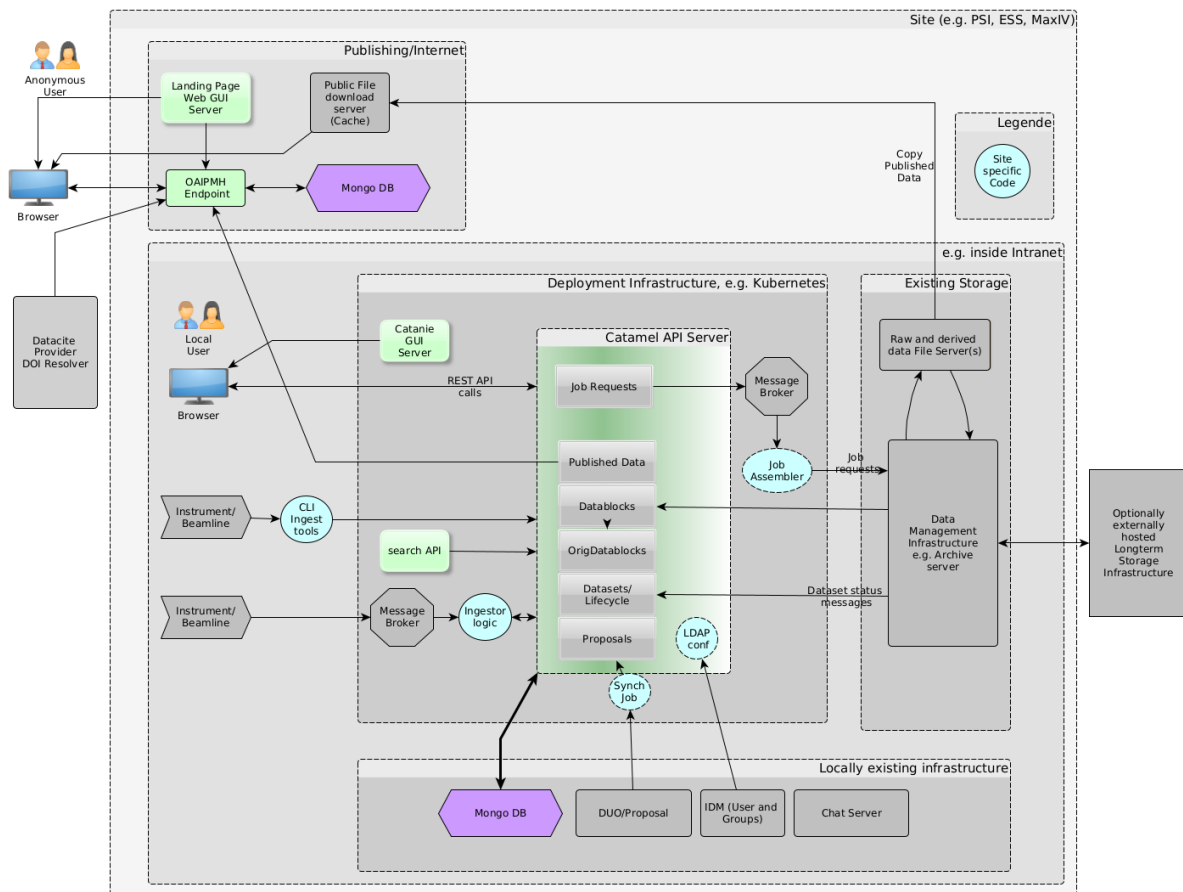 Site (e.g. PSI, ESS, MaxIV)
Publishing/Internet
Anonymous
User
Landing Page
Web GUI
Server
Public File
download
server
(Cache)
Legende
Site
specific
Code
Copy
Published
Data
OAIPMH
Endpoint
Mongo DB
Browser
e.g. inside Intranet
Deployment Infrastructure, e.g. Kubernetes
Existing Storage
Datacite
Provider
DOI Resolver
Local
User
Catanie
GUI
Server
Catamel API Server
Raw and derived
data File Server(s)
REST API
calls
Job Requests
Message
Broker
Browser
Published Data
Job
Assembler
Job
requests
Instrument/
Beamline
CLI
Ingest
tools
Datablocks
search API
OrigDatablocks
Data
Management
Infrastructure
e.g. Archive
server
Optionally
externally
hosted
Longterm
Storage
Infrastructure
Datasets/
Lifecycle
Dataset status
messages
Instrument/
Beamline
Message
Broker
Ingestor
logic
Proposals
LDAP
conf
Synch
Job
Locally existing infrastructure
Mongo DB
DUO/Proposal
IDM (User and
Groups)
Chat Server